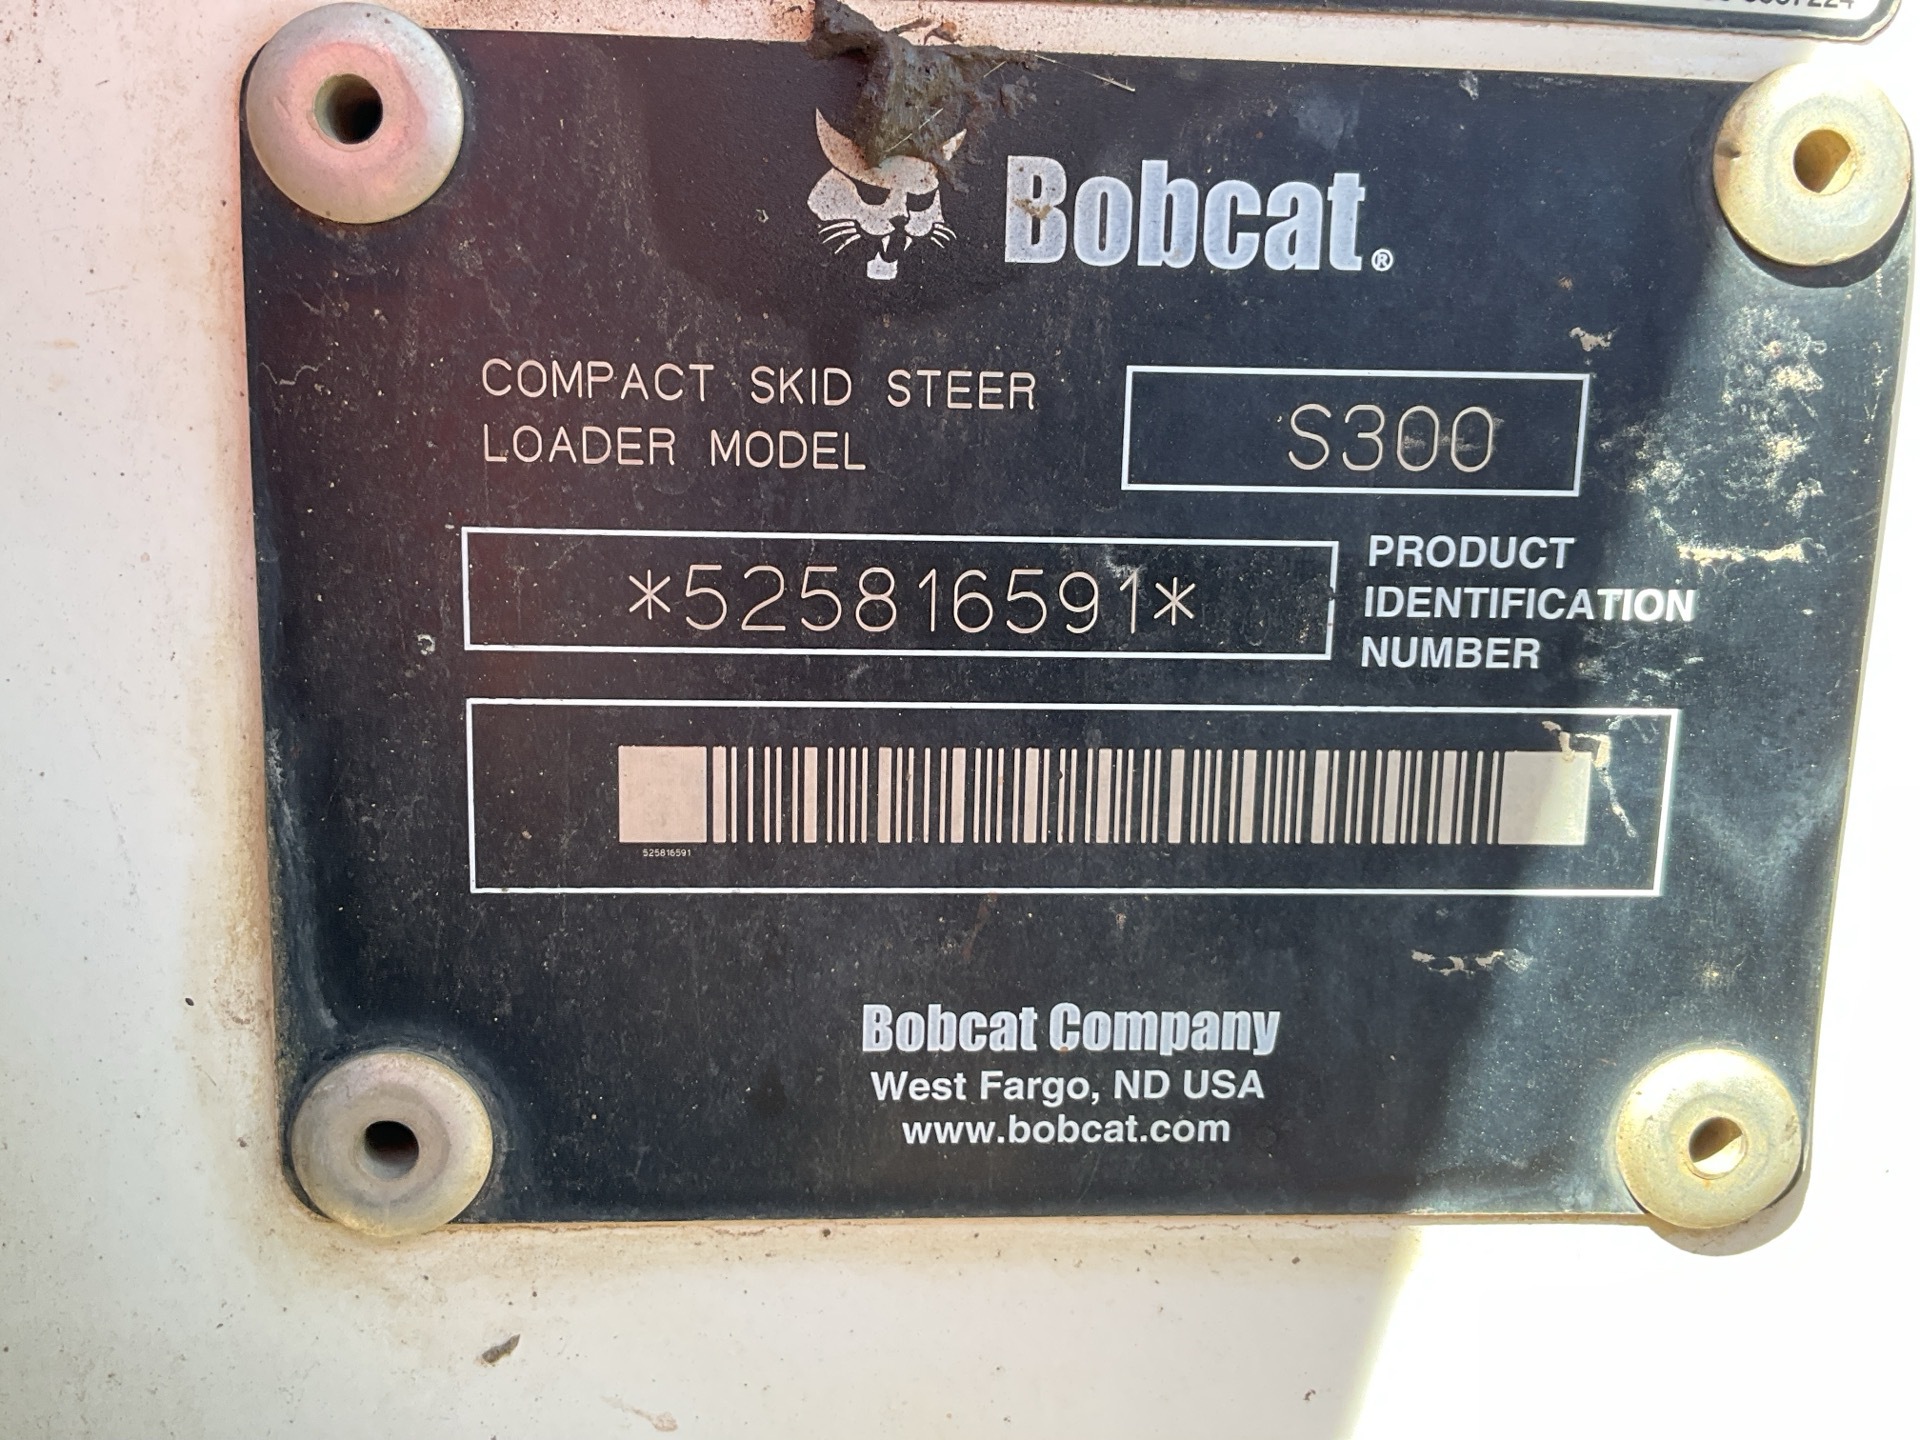 Bobcat®
COMPACT SKID STEER
LOADER MODEL
S300
*525816591*
PRODUCT
IDENTIFICATION
NUMBER
525816591
Bobcat Company
West Fargo, ND USA
www.bobcat.com